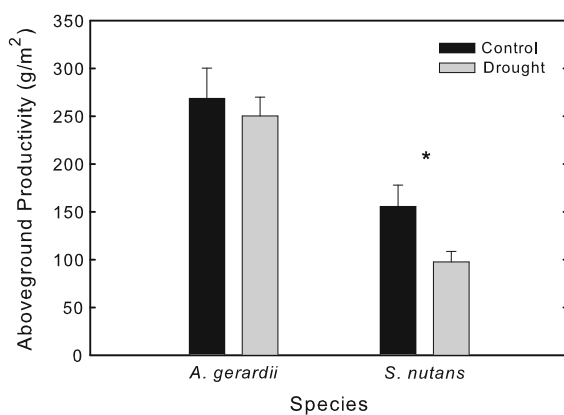 Aboveground Productivity (g/m²)
350
300
250
200
150
100
50
0
Control
Drought
*
A. gerardii
S. nutans
Species